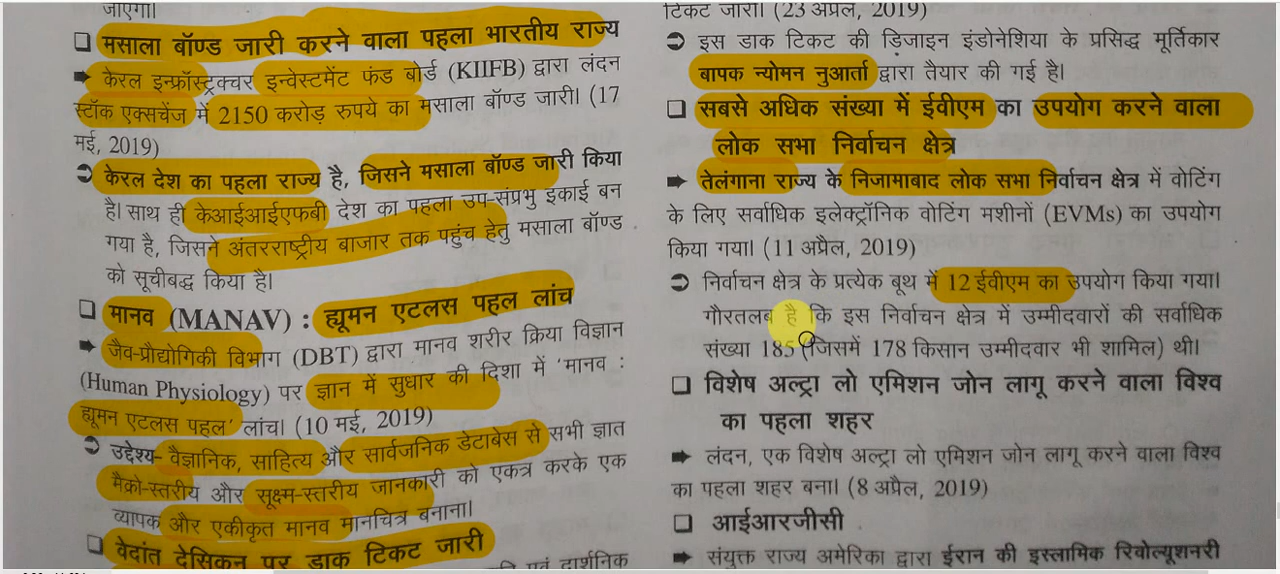 जाएगा।
❑ मसाला बॉण्ड जारी करने वाला पहला भारतीय राज्य
➡ केरल इन्फ्रॉस्ट्रक्चर इन्वेस्टमेंट फंड बोर्ड (KIIFB) द्वारा लंदन
स्टॉक एक्सचेंज में 2150 करोड़ रुपये का मसाला बॉण्ड जारी। (17
मई, 2019)
➲ केरल देश का पहला राज्य है, जिसने मसाला बॉण्ड जारी किया
है। साथ ही केआईआईएफबी देश का पहला उप-संप्रभु इकाई बन
गया है, जिसने अंतरराष्ट्रीय बाजार तक पहुंच हेतु मसाला बॉण्ड
को सूचीबद्ध किया है।
❑ मानव (MANAV) : ह्यूमन एटलस पहल लांच
➡ जैव-प्रौद्योगिकी विभाग (DBT) द्वारा मानव शरीर क्रिया विज्ञान
(Human Physiology) पर ज्ञान में सुधार की दिशा में 'मानव :
ह्यूमन एटलस पहल' लांच। (10 मई, 2019)
➲ उद्देश्य- वैज्ञानिक, साहित्य और सार्वजनिक डेटाबेस से सभी ज्ञात
मैक्रो-स्तरीय और सूक्ष्म-स्तरीय जानकारी को एकत्र करके एक
व्यापक और एकीकृत मानव मानचित्र बनाना।
❑ वेदांत देसिकन पर डाक टिकट जारी
एवं दार्शनिक
टिकट जारी। (23 अप्रैल, 2019)
➲ इस डाक टिकट की डिजाइन इंडोनेशिया के प्रसिद्ध मूर्तिकार
बापक न्योमन नुआर्ता द्वारा तैयार की गई है।
❑ सबसे अधिक संख्या में ईवीएम का उपयोग करने वाला
लोक सभा निर्वाचन क्षेत्र
➡ तेलंगाना राज्य के निजामाबाद लोक सभा निर्वाचन क्षेत्र में वोटिंग
के लिए सर्वाधिक इलेक्ट्रॉनिक वोटिंग मशीनों (EVMs) का उपयोग
किया गया। (11 अप्रैल, 2019)
➲ निर्वाचन क्षेत्र के प्रत्येक बूथ में 12 ईवीएम का उपयोग किया गया।
गौरतलब है कि इस निर्वाचन क्षेत्र में उम्मीदवारों की सर्वाधिक
संख्या 185 (जिसमें 178 किसान उम्मीदवार भी शामिल) थी।
❑ विशेष अल्ट्रा लो एमिशन जोन लागू करने वाला विश्व
का पहला शहर
➡ लंदन, एक विशेष अल्ट्रा लो एमिशन जोन लागू करने वाला विश्व
का पहला शहर बना। (8 अप्रैल, 2019)
❑ आईआरजीसी
➡ संयुक्त राज्य अमेरिका द्वारा ईरान की इस्लामिक रिवोल्यूशनरी